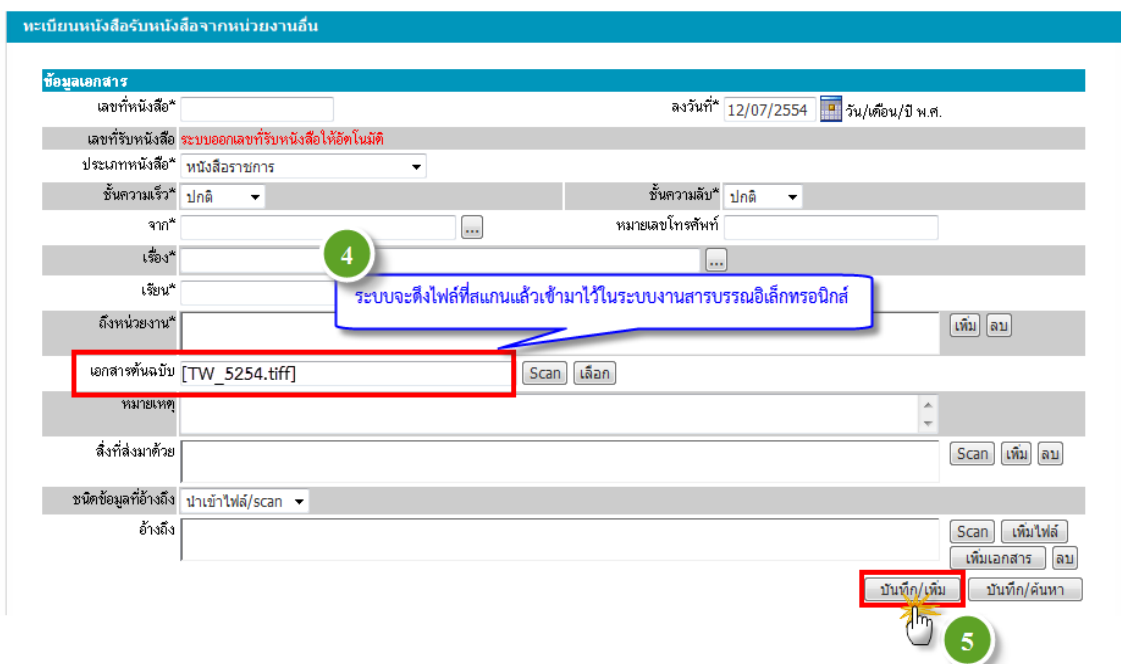 ทะเบียนหนังสือรับหนังสือจากหน่วยงานอื่น
ข้อมูลเอกสาร
เลขที่หนังสือ* ลงวันที่* 12/07/2554 วัน/เดือน/ปี พ.ศ.
เลขที่รับหนังสือ ระบบออกเลขที่รับหนังสือให้อัตโนมัติ
ประเภทหนังสือ* หนังสือราชการ
ชั้นความเร็ว* ปกติ ชั้นความลับ* ปกติ
จาก* ... หมายเลขโทรศัพท์
เรื่อง* 4 ...
เรียน* ระบบจะดึงไฟล์ที่สแกนแล้วเข้ามาไว้ในระบบงานสารบรรณอิเล็กทรอนิกส์
ถึงหน่วยงาน* เพิ่ม ลบ
เอกสารต้นฉบับ [TW_5254.tiff] Scan เลือก
หมายเหตุ
สิ่งที่ส่งมาด้วย Scan เพิ่ม ลบ
ชนิดข้อมูลที่อ้างถึง นำเข้าไฟล์/scan
อ้างถึง Scan เพิ่มไฟล์
เพิ่มเอกสาร ลบ
บันทึก/เพิ่ม บันทึก/ค้นหา
5